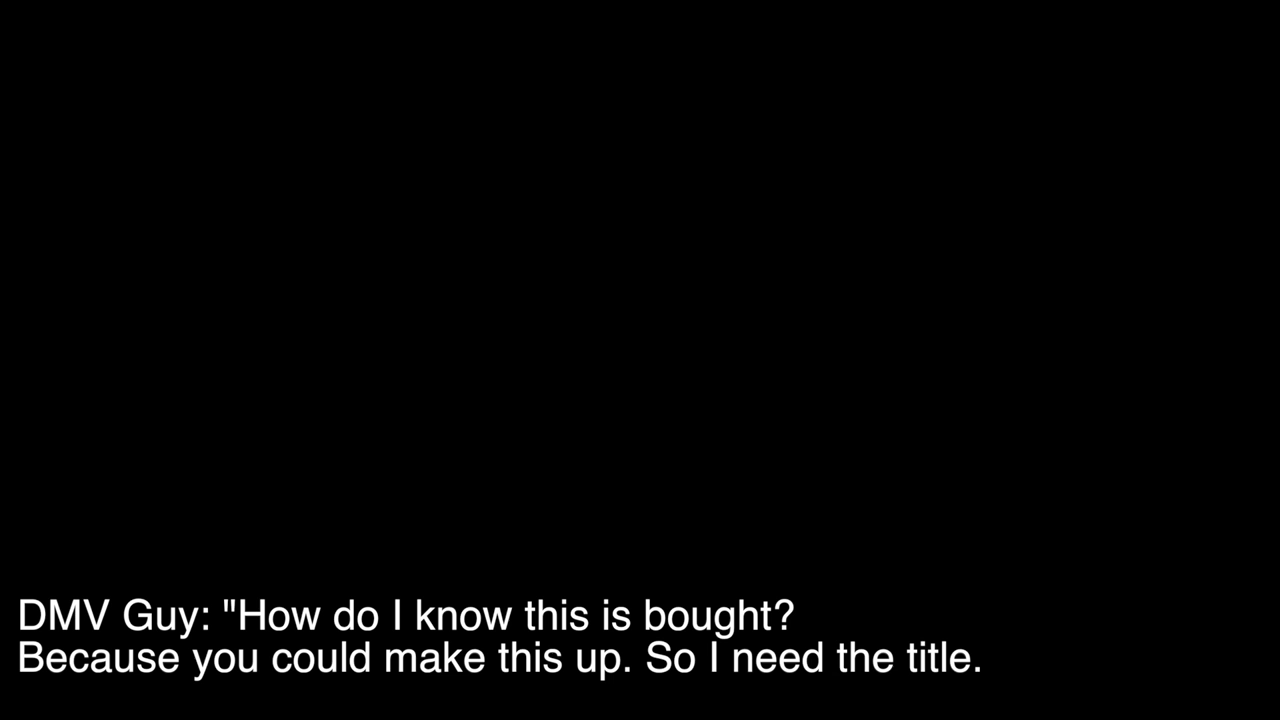 DMV Guy: "How do I know this is bought?
Because you could make this up. So I need the title.